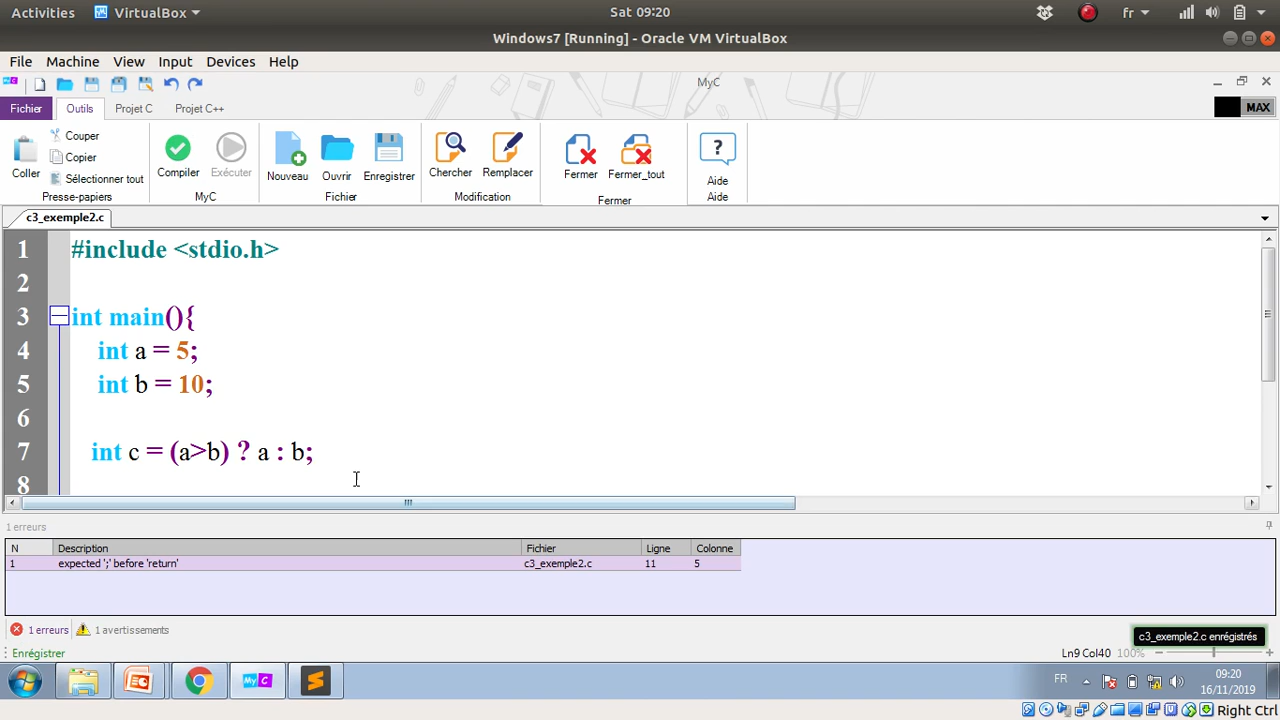 Activities VirtualBox Sat 09:20 fr
Windows7 [Running] - Oracle VM VirtualBox
File Machine View Input Devices Help
MyC
Fichier Outils Projet C Projet C++ MAX
Coller Couper Copier Sélectionner tout Compiler Exécuter Nouveau Ouvrir Enregistrer Chercher Remplacer Fermer Fermer_tout Aide
Presse-papiers MyC Fichier Modification Fermer Aide
c3_exemple2.c
1 #include <stdio.h>
2
3 int main(){
4 int a = 5;
5 int b = 10;
6
7 int c = (a>b) ? a : b;
8
1 erreurs
N Description Fichier Ligne Colonne
1 expected ';' before 'return' c3_exemple2.c 11 5
1 erreurs 1 avertissements
c3_exemple2.c enrégistrés
Enrégistrer Ln9 Col40 100%
FR 09:20
16/11/2019
Right Ctrl